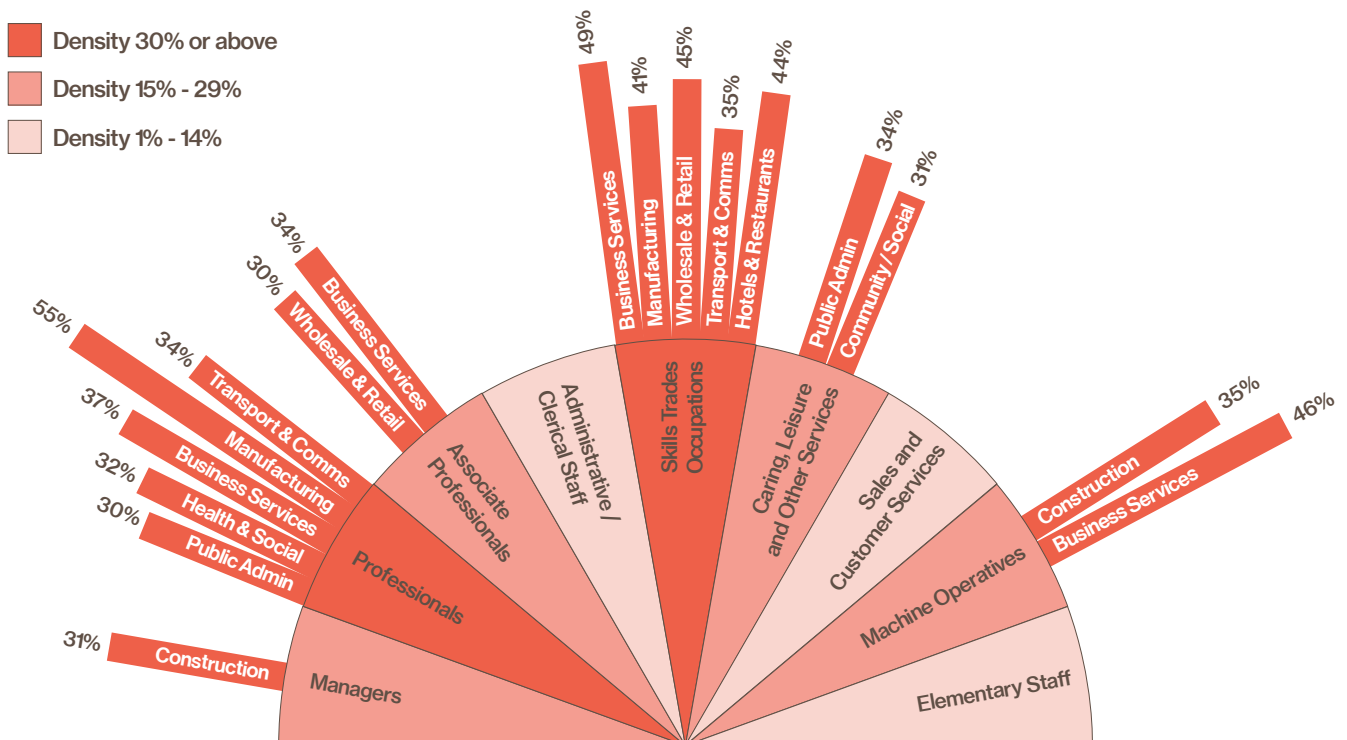 Density 30% or above
Density 15% - 29%
Density 1% - 14%
31%
Construction
Managers
30%
Public Admin
32%
Health & Social
37%
Business Services
55%
Manufacturing
34%
Transport & Comms
Professionals
30%
Wholesale & Retail
34%
Business Services
Associate
Professionals
Administrative /
Clerical Staff
49%
Business Services
41%
Manufacturing
45%
Wholesale & Retail
35%
Transport & Comms
44%
Hotels & Restaurants
Skills Trades
Occupations
34%
Public Admin
31%
Community / Social
Caring, Leisure
and Other Services
Sales and
Customer Services
35%
Construction
46%
Business Services
Machine Operatives
Elementary Staff